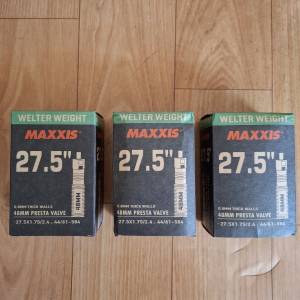 WELTER WEIGHT
MAXXIS
27.5"
48MM
0.8MM THICK WALLS
48MM PRESTA VALVE
27.5X1.75/2.4 - 44/61-584
WELTER WEIGHT
MAXXIS
27.5"
48MM
0.8MM THICK WALLS
48MM PRESTA VALVE
27.5X1.75/2.4 - 44/61-584
WELTER WEIGHT
MAXXIS
27.5"
48MM
0.8MM THICK WALLS
48MM PRESTA VALVE
27.5X1.75/2.4 - 44/61-584